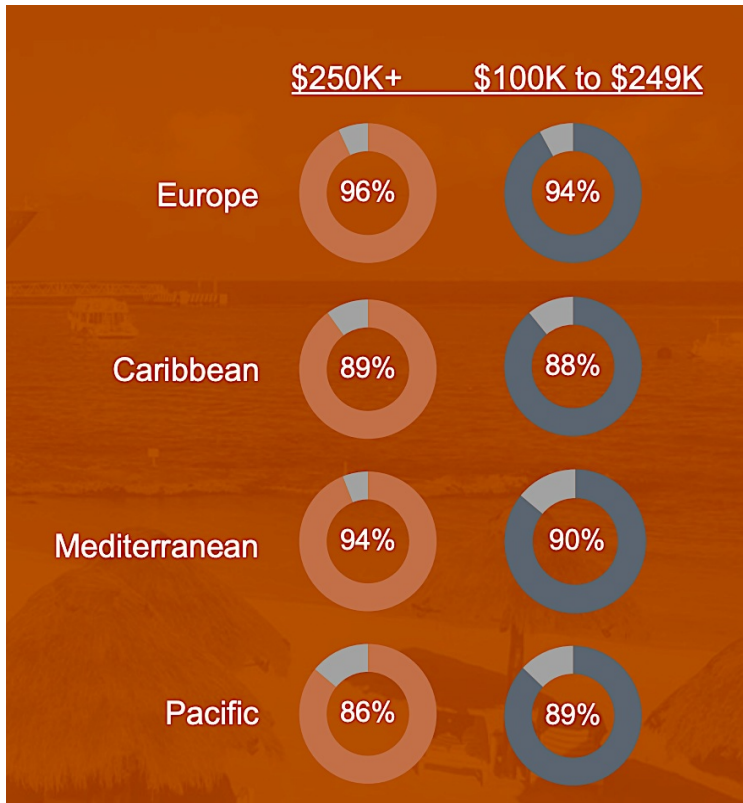 $250K+ $100K to $249K
Europe 96% 94%
Caribbean 89% 88%
Mediterranean 94% 90%
Pacific 86% 89%